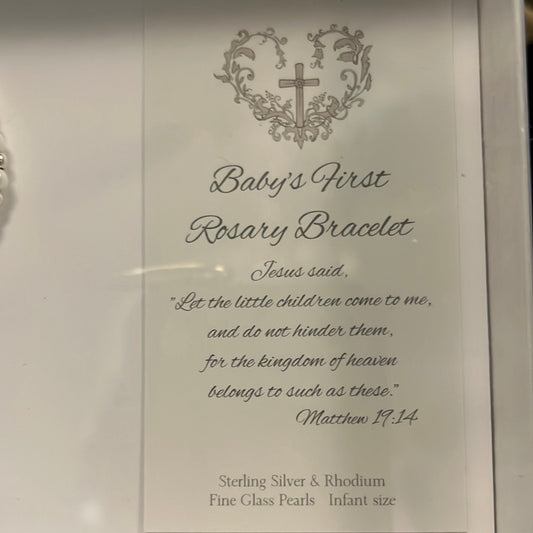 Baby's First
Rosary Bracelet
Jesus said,
"Let the little children come to me,
and do not hinder them,
for the kingdom of heaven
belongs to such as these."
Matthew 19:14
Sterling Silver & Rhodium
Fine Glass Pearls Infant size